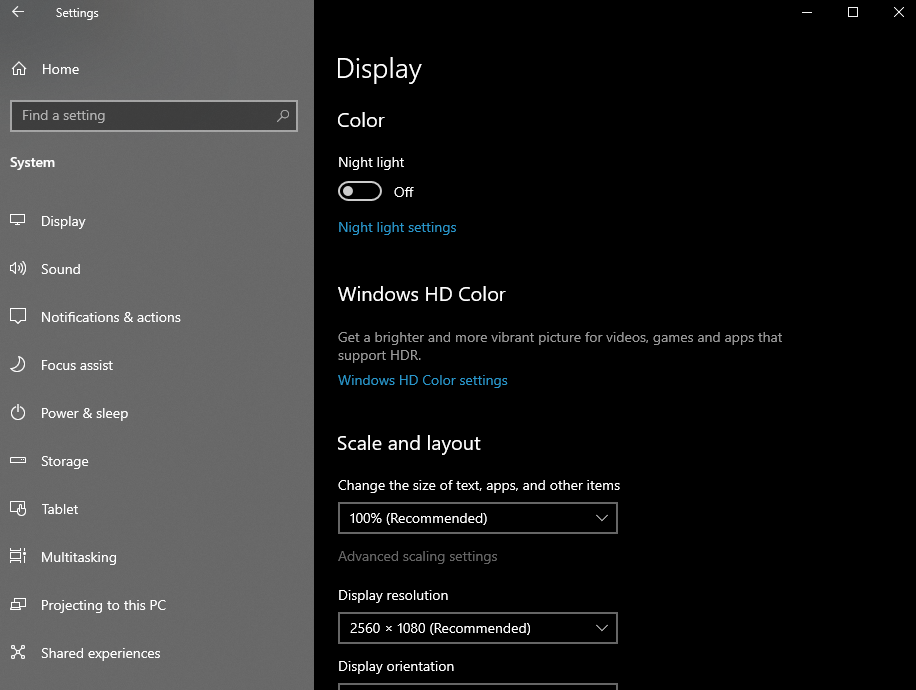 Settings
Home
Find a setting
System
Display
Sound
Notifications & actions
Focus assist
Power & sleep
Storage
Tablet
Multitasking
Projecting to this PC
Shared experiences
Display
Color
Night light
Off
Night light settings
Windows HD Color
Get a brighter and more vibrant picture for videos, games and apps that
support HDR.
Windows HD Color settings
Scale and layout
Change the size of text, apps, and other items
100% (Recommended)
Advanced scaling settings
Display resolution
2560 × 1080 (Recommended)
Display orientation